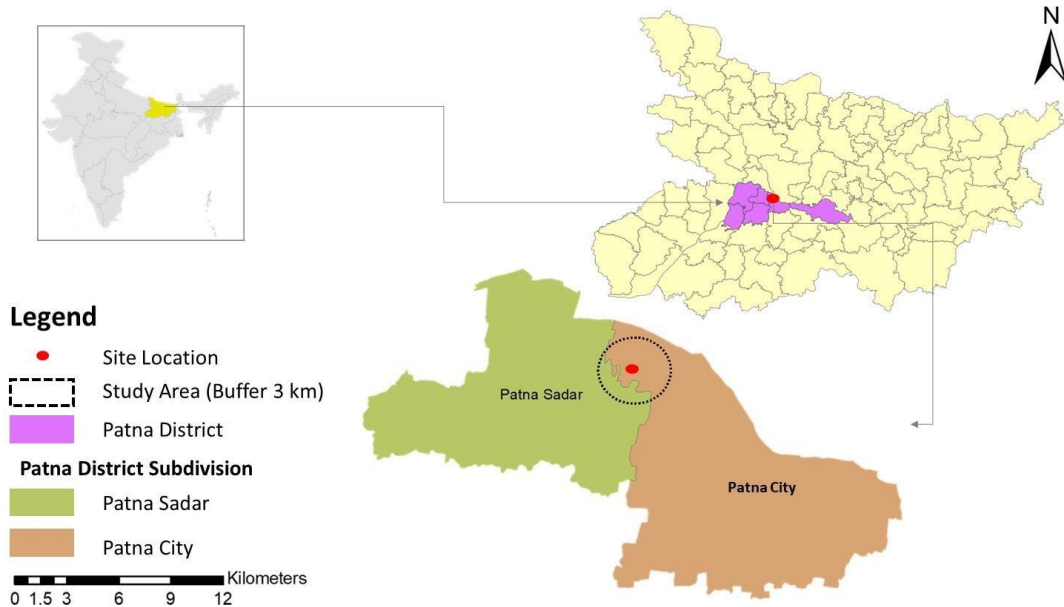 N
Legend
Site Location
Study Area (Buffer 3 km)
Patna District
Patna District Subdivision
Patna Sadar
Patna City
Kilometers
0 1.5 3 6 9 12
Patna Sadar
Patna City